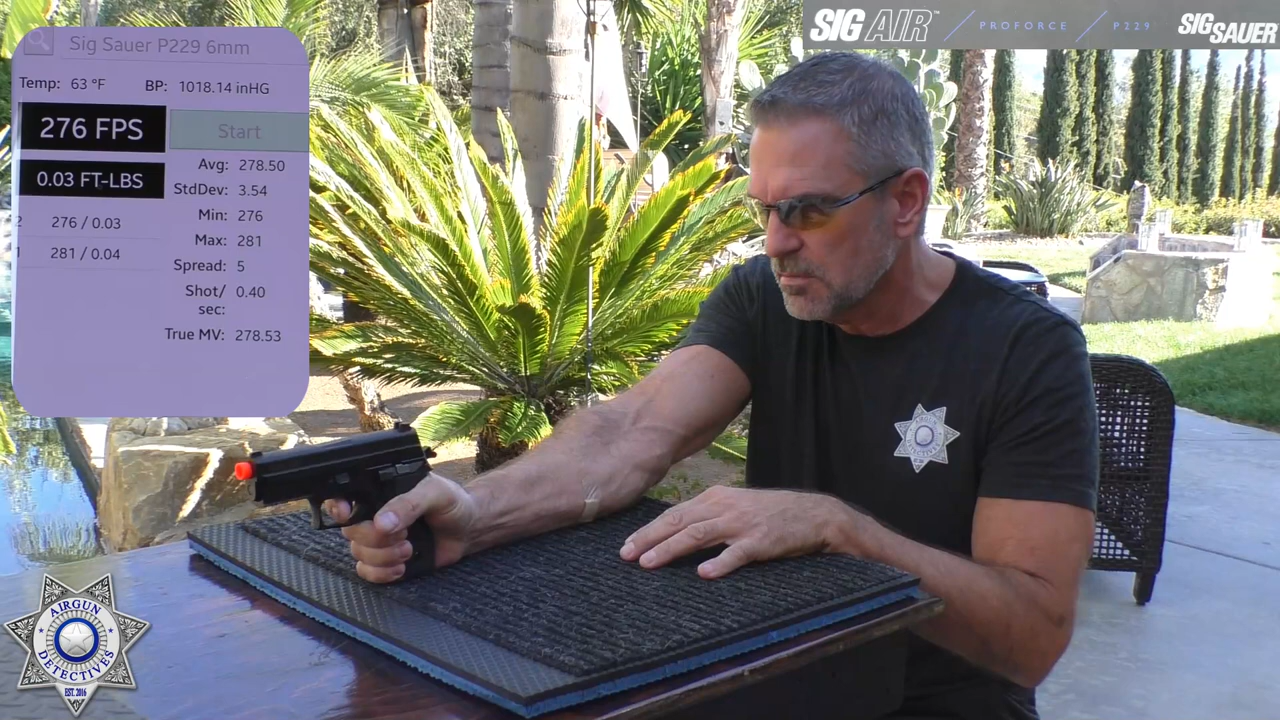 Sig Sauer P229 6mm
Temp: 63 °F BP: 1018.14 inHG
276 FPS
Start
0.03 FT-LBS
Avg: 278.50
StdDev: 3.54
2 276 / 0.03
Min: 276
Max: 281
1 281 / 0.04
Spread: 5
Shot/ sec: 0.40
True MV: 278.53
SIG AIR™ / PROFORCE / P229 SIG SAUER
AIRGUN
DETECTIVES
EST. 2016